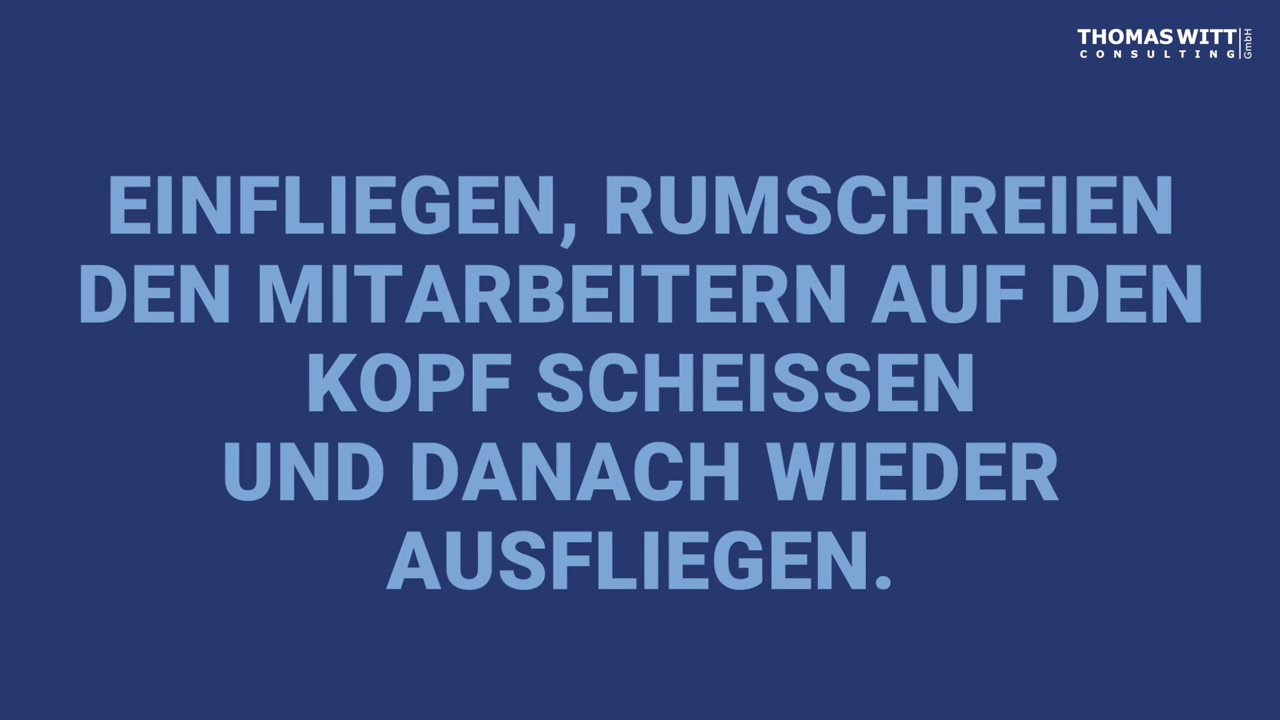 THOMAS WITT GmbH
CONSULTING
EINFLIEGEN, RUMSCHREIEN
DEN MITARBEITERN AUF DEN
KOPF SCHEISSEN
UND DANACH WIEDER
AUSFLIEGEN.